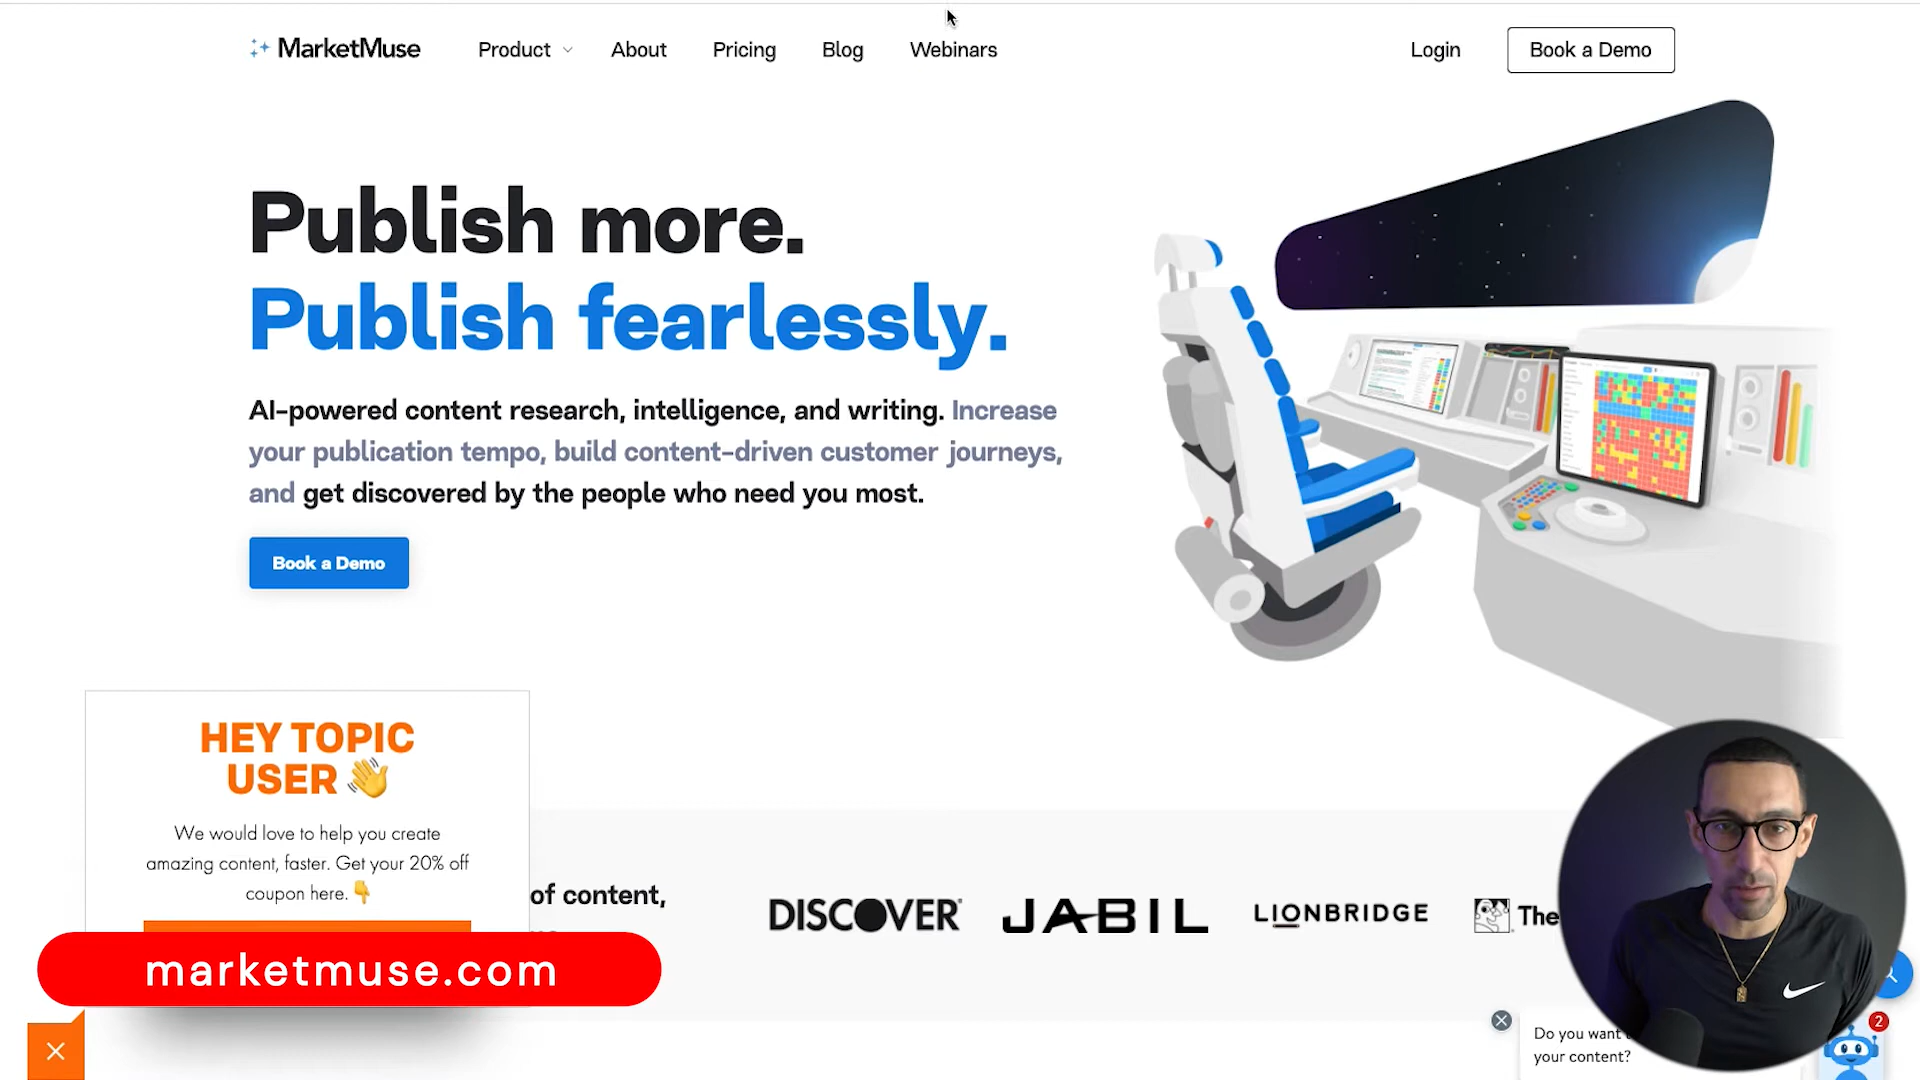 MarketMuse
Product
About
Pricing
Blog
Webinars
Login
Book a Demo
Publish more.
Publish fearlessly.
AI-powered content research, intelligence, and writing. Increase
your publication tempo, build content-driven customer journeys,
and get discovered by the people who need you most.
Book a Demo
HEY TOPIC
USER 👋
We would love to help you create
amazing content, faster. Get your 20% off
coupon here. 👇
of content,
DISCOVER
JABIL
LIONBRIDGE
The
marketmuse.com
Do you want
your content?
2